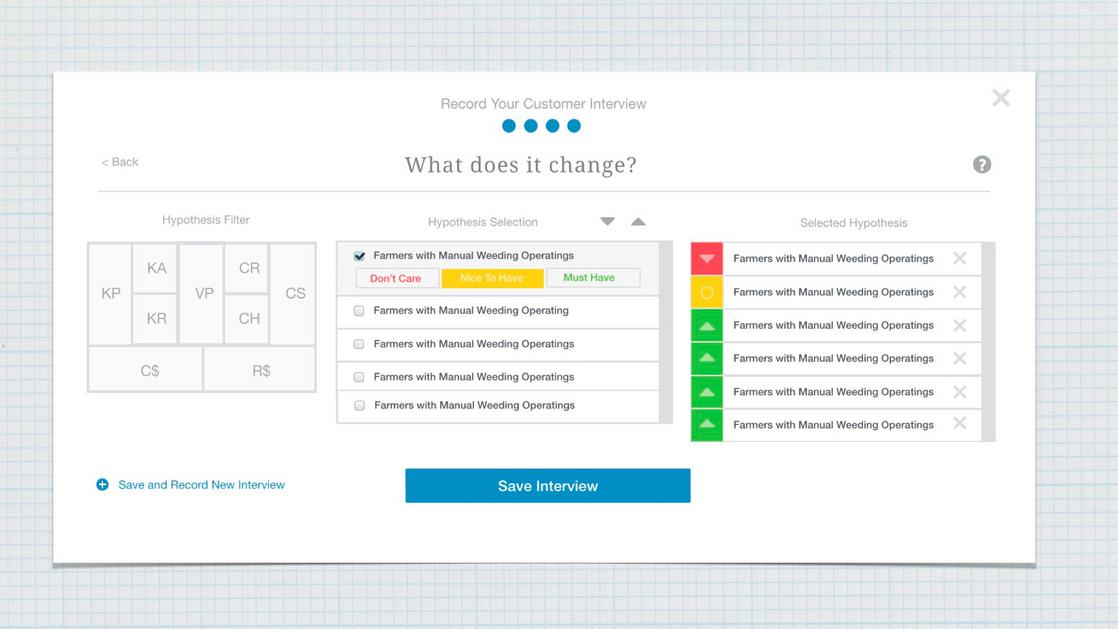 Record Your Customer Interview
< Back
What does it change?
?
Hypothesis Filter
KP
KA
KR
VP
CR
CH
CS
C$
R$
Hypothesis Selection
Farmers with Manual Weeding Operatings
Don't Care
Nice To Have
Must Have
Farmers with Manual Weeding Operating
Farmers with Manual Weeding Operatings
Farmers with Manual Weeding Operatings
Farmers with Manual Weeding Operatings
Selected Hypothesis
Farmers with Manual Weeding Operatings
Farmers with Manual Weeding Operatings
Farmers with Manual Weeding Operatings
Farmers with Manual Weeding Operatings
Farmers with Manual Weeding Operatings
Farmers with Manual Weeding Operatings
Save and Record New Interview
Save Interview